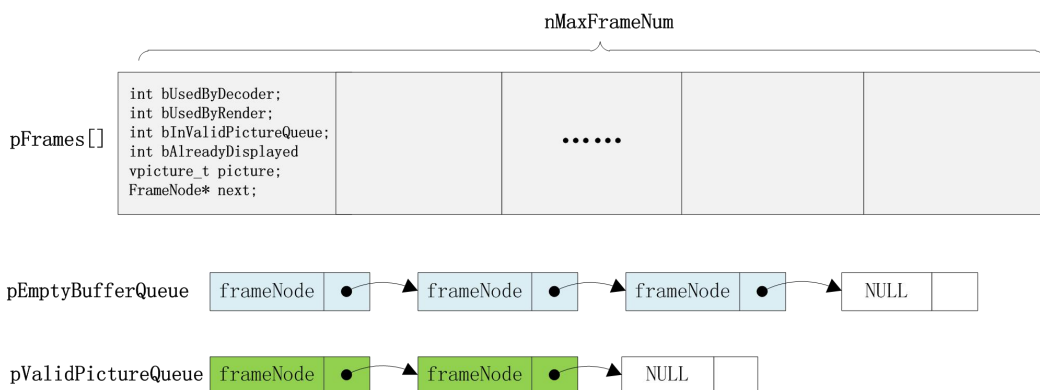 nMaxFrameNum
pFrames[]
int bUsedByDecoder;
int bUsedByRender;
int bInValidPictureQueue;
int bAlreadyDisplayed
vpicture_t picture;
FrameNode* next;
••••••
pEmptyBufferQueue frameNode frameNode frameNode NULL
pValidPictureQueue frameNode frameNode NULL